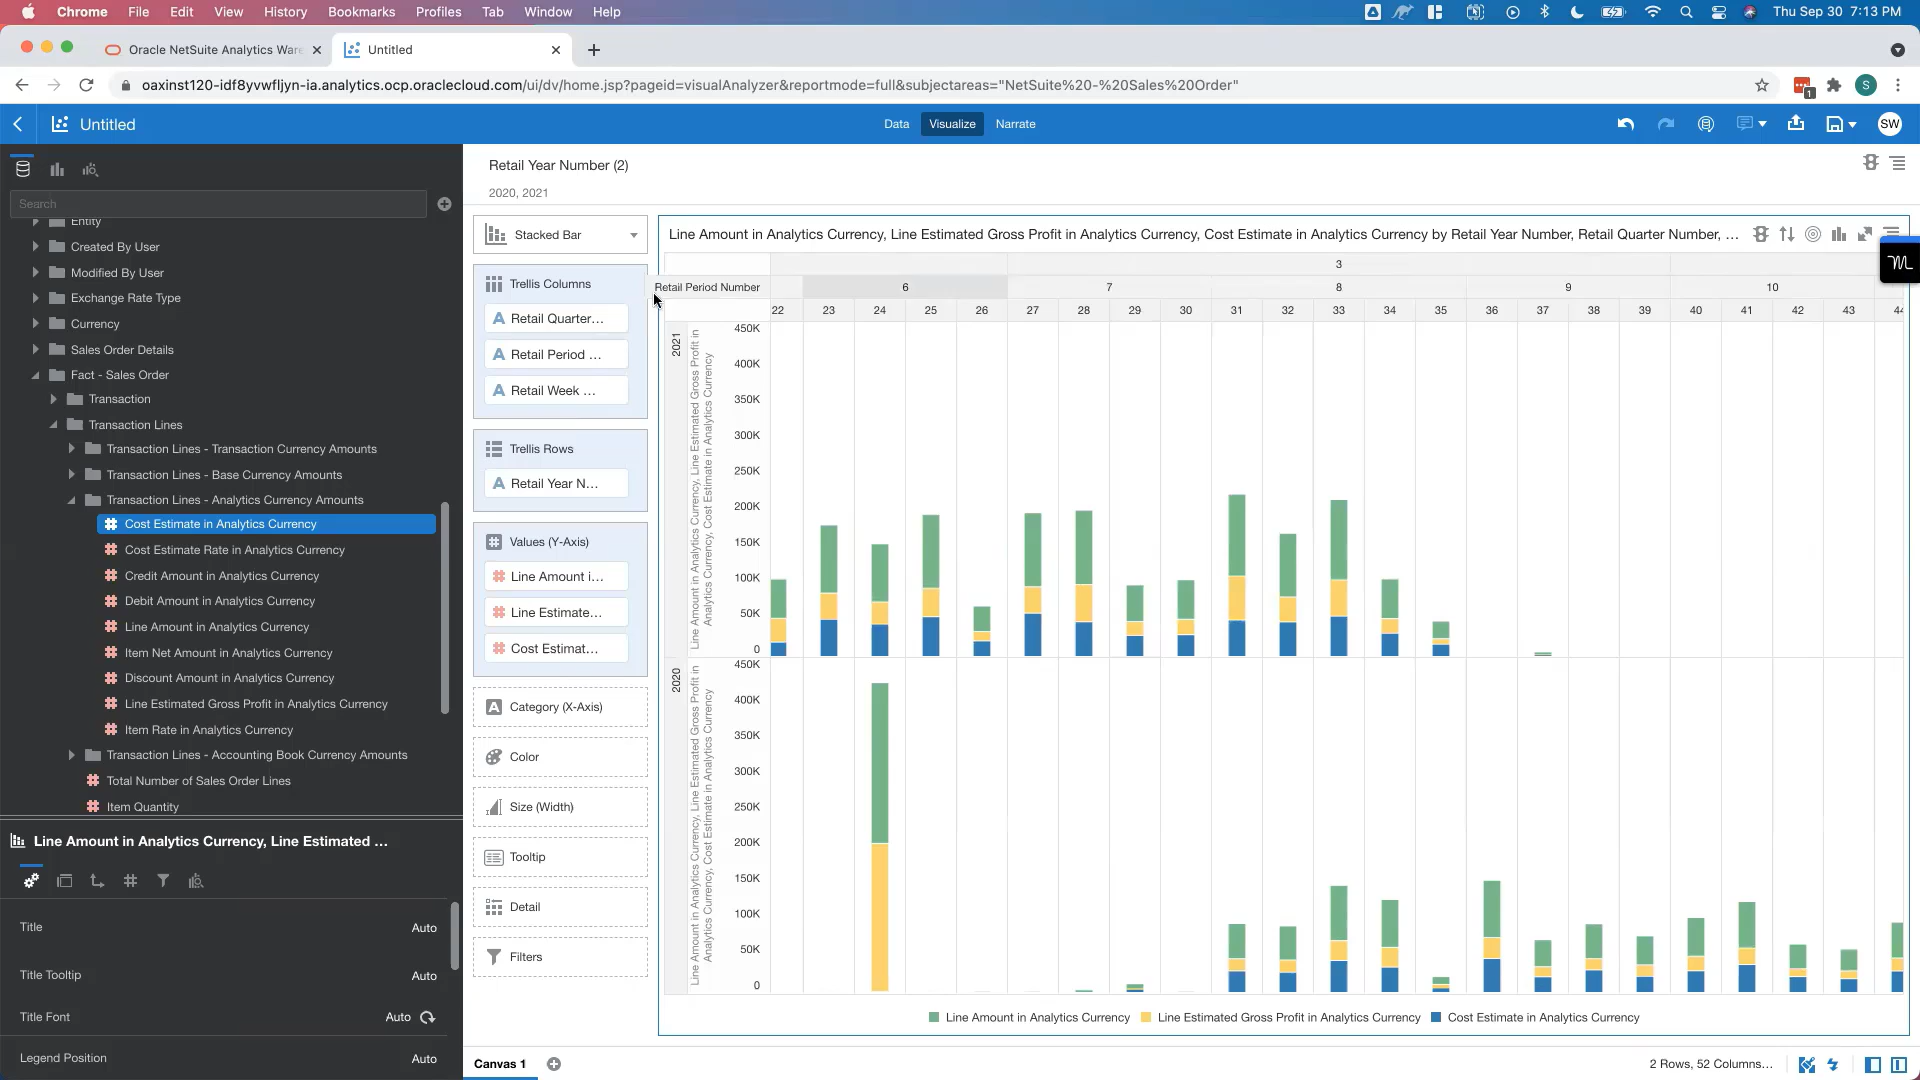 Chrome File Edit View History Bookmarks Profiles Tab Window Help Thu Sep 30 7:13 PM
Oracle NetSuite Analytics Ware Untitled
oaxinst120-idf8yvwfljyn-ia.analytics.ocp.oraclecloud.com/ui/dv/home.jsp?pageid=visualAnalyzer&reportmode=full&subjectareas="NetSuite%20-%20Sales%20Order" 1 S
Untitled Data Visualize Narrate SW
Search
Entity
Created By User
Modified By User
Exchange Rate Type
Currency
Sales Order Details
Fact - Sales Order
Transaction
Transaction Lines
Transaction Lines - Transaction Currency Amounts
Transaction Lines - Base Currency Amounts
Transaction Lines - Analytics Currency Amounts
Cost Estimate in Analytics Currency
Cost Estimate Rate in Analytics Currency
Credit Amount in Analytics Currency
Debit Amount in Analytics Currency
Line Amount in Analytics Currency
Item Net Amount in Analytics Currency
Discount Amount in Analytics Currency
Line Estimated Gross Profit in Analytics Currency
Item Rate in Analytics Currency
Transaction Lines - Accounting Book Currency Amounts
Total Number of Sales Order Lines
Item Quantity
Line Amount in Analytics Currency, Line Estimated ...
Title Auto
Title Tooltip Auto
Title Font Auto
Legend Position Auto
Retail Year Number (2)
2020, 2021
Stacked Bar
Trellis Columns
A Retail Quarter...
A Retail Period ...
A Retail Week ...
Trellis Rows
A Retail Year N...
Values (Y-Axis)
Line Amount i...
Line Estimate...
Cost Estimat...
A Category (X-Axis)
Color
Size (Width)
Tooltip
Detail
Filters
Line Amount in Analytics Currency, Line Estimated Gross Profit in Analytics Currency, Cost Estimate in Analytics Currency by Retail Year Number, Retail Quarter Number, ...
3
Retail Period Number 6 7 8 9 10
22 23 24 25 26 27 28 29 30 31 32 33 34 35 36 37 38 39 40 41 42 43 44
2021
Line Amount in Analytics Currency, Line Estimated Gross Profit in
Analytics Currency, Cost Estimate in Analytics Currency
450K
400K
350K
300K
250K
200K
150K
100K
50K
0
2020
Line Amount in Analytics Currency, Line Estimated Gross Profit in
Analytics Currency, Cost Estimate in Analytics Currency
450K
400K
350K
300K
250K
200K
150K
100K
50K
0
Line Amount in Analytics Currency Line Estimated Gross Profit in Analytics Currency Cost Estimate in Analytics Currency
Canvas 1 2 Rows, 52 Columns...